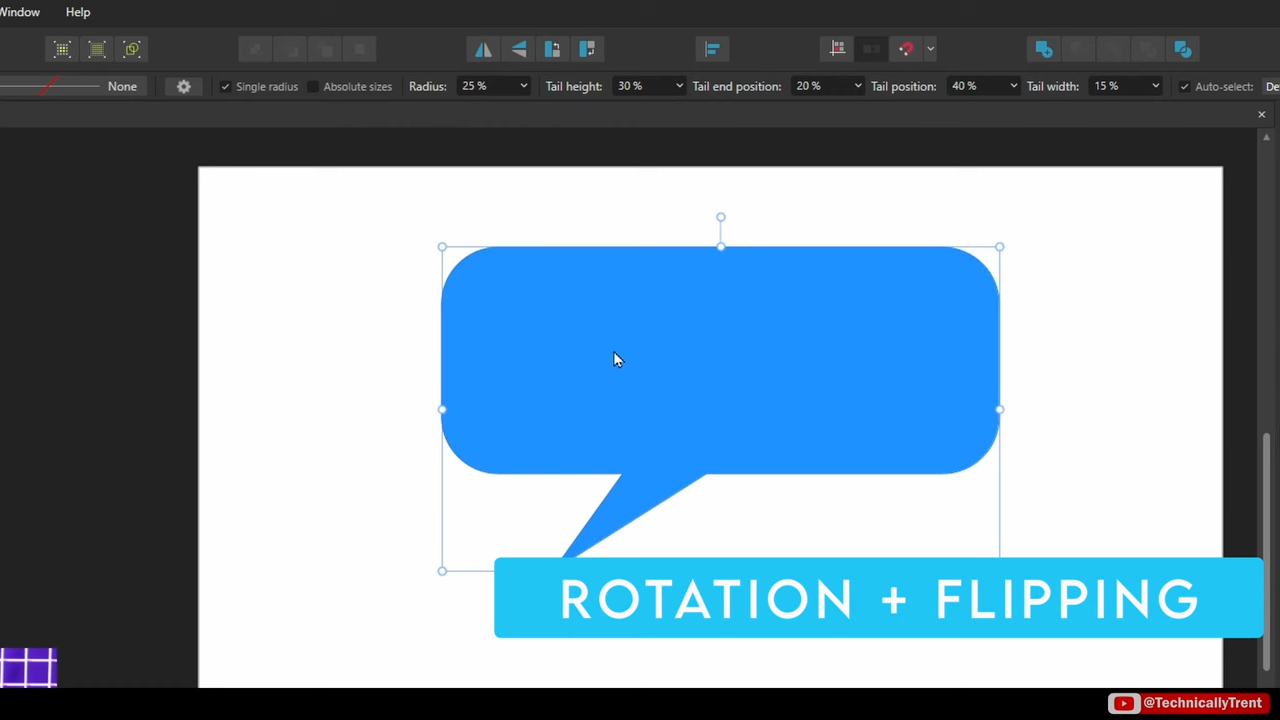 Window Help
None Single radius Absolute sizes Radius: 25 % Tail height: 30 % Tail end position: 20 % Tail position: 40 % Tail width: 15 % Auto-select: De
ROTATION + FLIPPING
@TechnicallyTrent